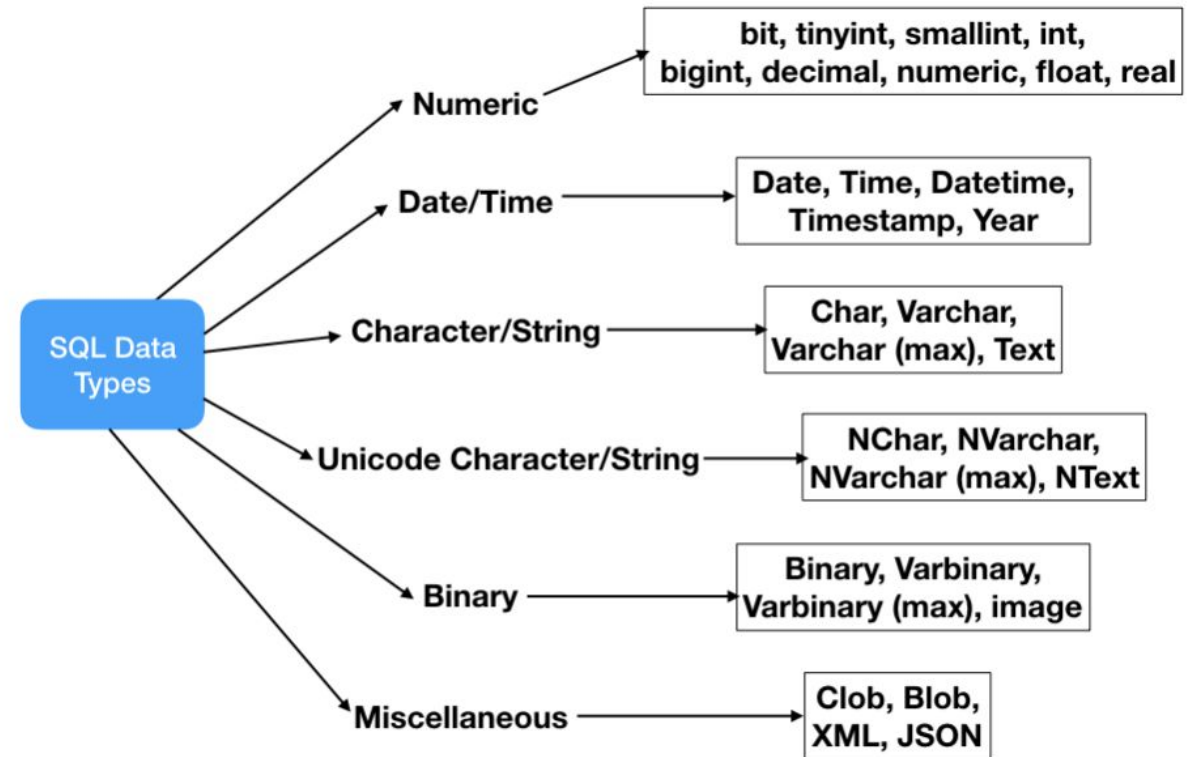 bit, tinyint, smallint, int,
bigint, decimal, numeric, float, real
Numeric
Date/Time
Date, Time, Datetime,
Timestamp, Year
Character/String
Char, Varchar,
Varchar (max), Text
SQL Data
Types
Unicode Character/String
NChar, NVarchar,
NVarchar (max), NText
Binary
Binary, Varbinary,
Varbinary (max), image
Miscellaneous
Clob, Blob,
XML, JSON